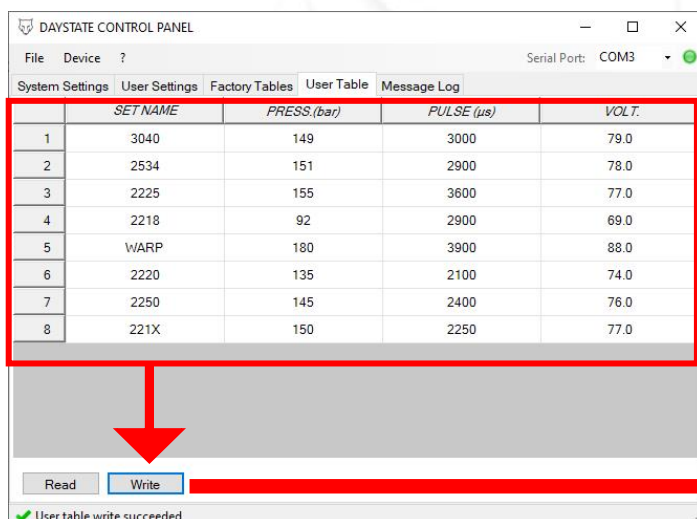 DAYSTATE CONTROL PANEL
File Device ? Serial Port: COM3
System Settings User Settings Factory Tables User Table Message Log
SET NAME PRESS.(bar) PULSE (µs) VOLT.
1 3040 149 3000 79.0
2 2534 151 2900 78.0
3 2225 155 3600 77.0
4 2218 92 2900 69.0
5 WARP 180 3900 88.0
6 2220 135 2100 74.0
7 2250 145 2400 76.0
8 221X 150 2250 77.0
Read Write
User table write succeeded